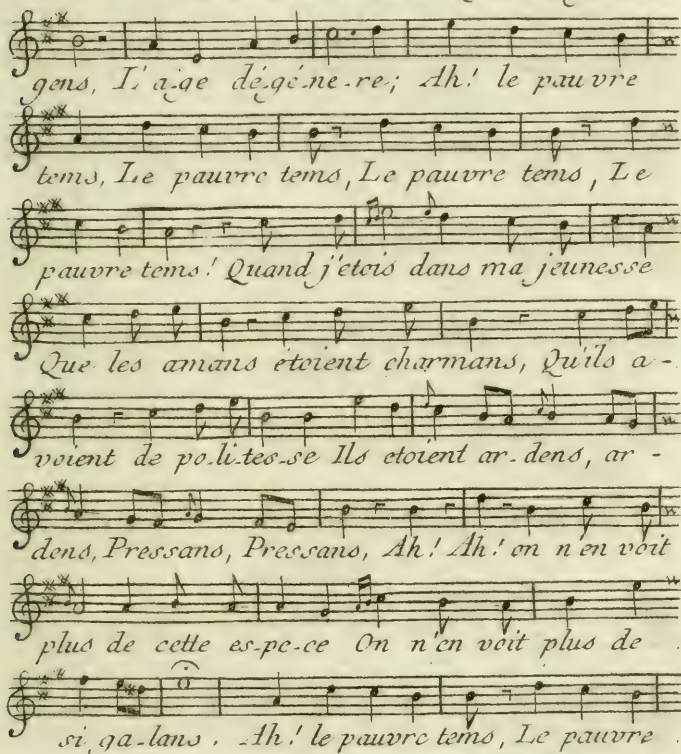 gens, L'a-ge dé-gé-ne-re; Ah! le pauvre
tems, Le pauvre tems, Le pauvre tems, Le
pauvre tems! Quand j'etois dans ma jeunesse
Que les amans étoient charmans, Qu'ils a-
voient de po-li-tes-se Ils etoient ar-dens, ar-
dens, Pressans, Pressans, Ah! Ah! on n'en voit
plus de cette es-pe-ce On n'en voit plus de
si ga-lans. Ah! le pauvre tems, Le pauvre